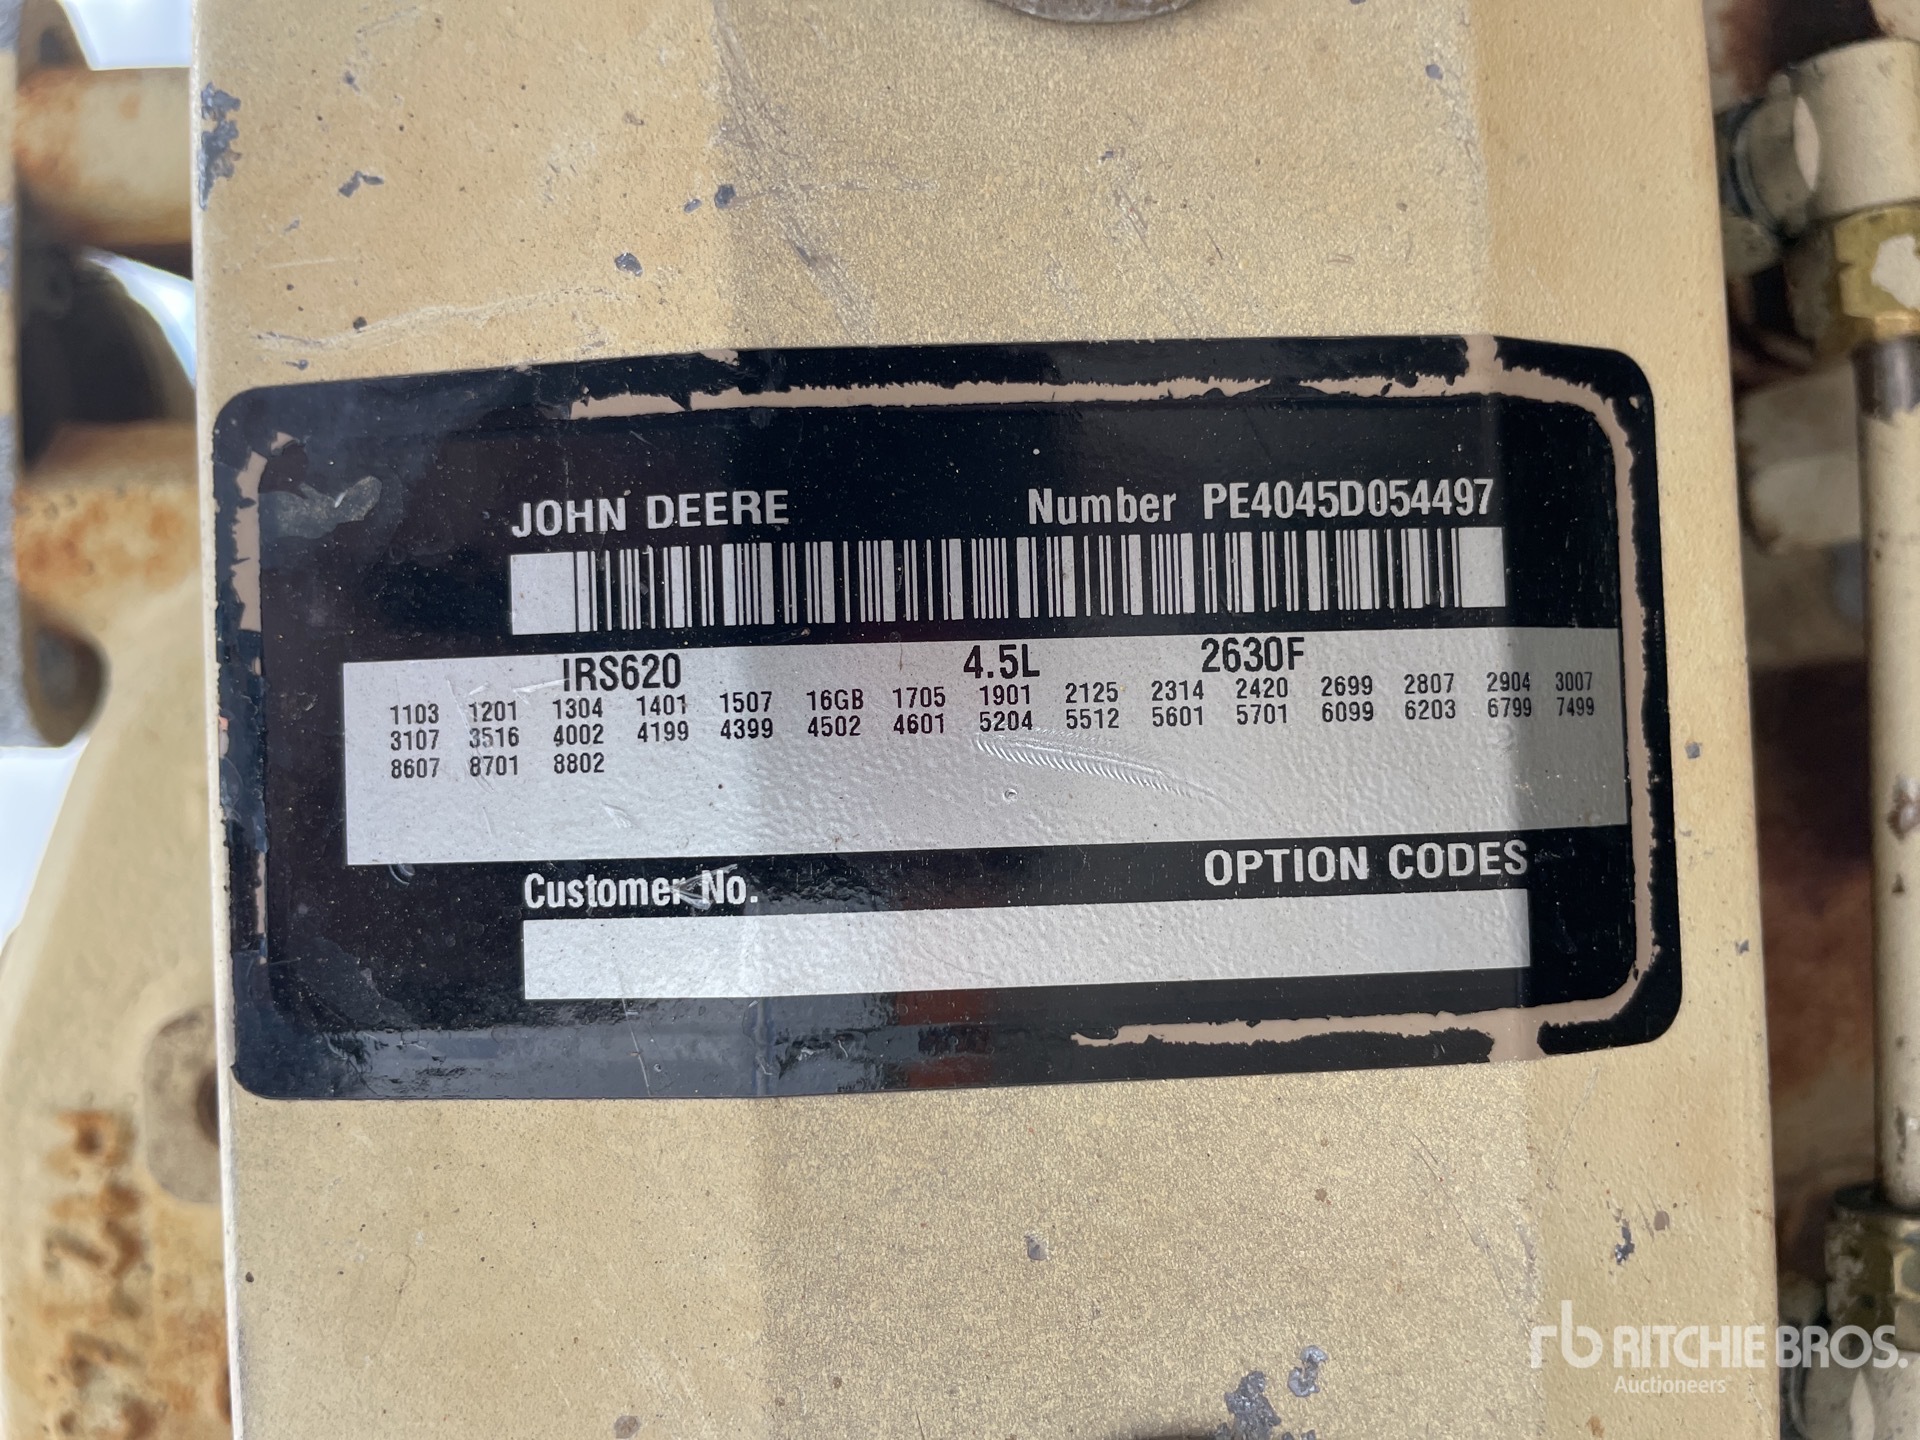 JOHN DEERE Number PE4045D054497
IRS620 4.5L 2630F
1103 1201 1304 1401 1507 16GB 1705 1901 2125 2314 2420 2699 2807 2904 3007
3107 3516 4002 4199 4399 4502 4601 5204 5512 5601 5701 6099 6203 6799 7499
8607 8701 8802
Customer No. OPTION CODES
rb RITCHIE BROS.
Auctioneers